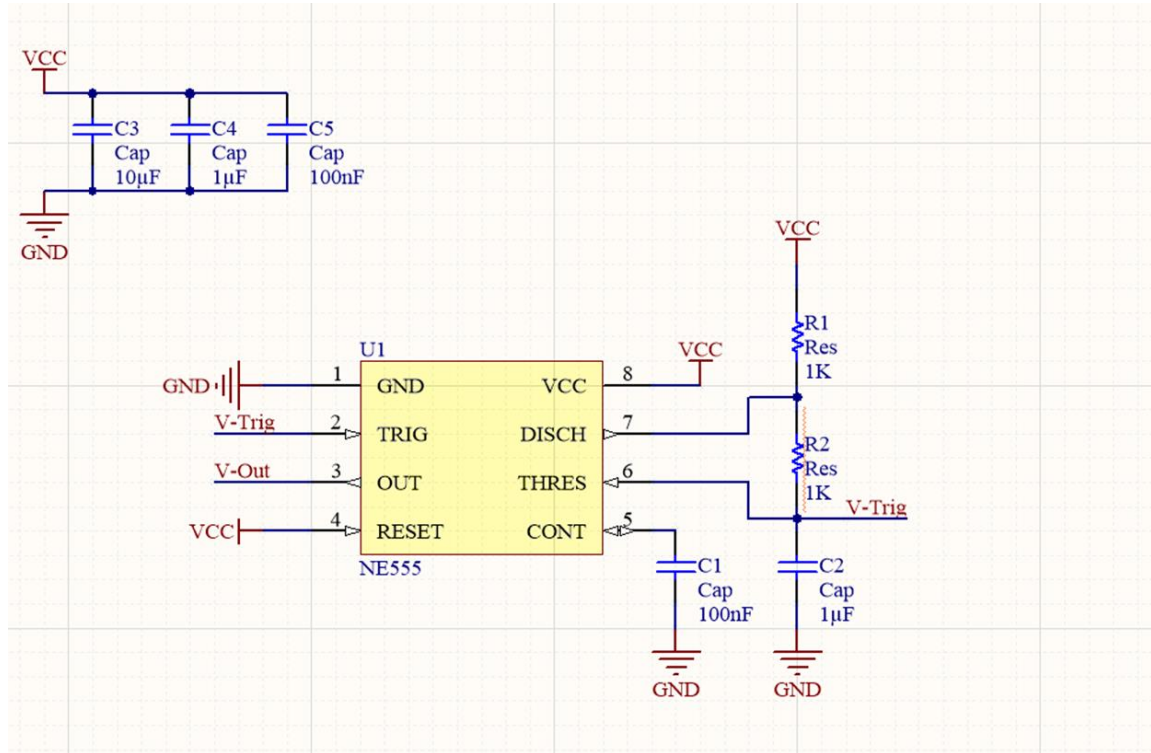 VCC
C3
Cap
10µF
C4
Cap
1µF
C5
Cap
100nF
GND
VCC
R1
Res
1K
U1
VCC
GND
1
GND
VCC
8
V-Trig
2
TRIG
DISCH
7
R2
Res
1K
V-Out
3
OUT
THRES
6
V-Trig
VCC
4
RESET
CONT
5
NE555
C1
Cap
100nF
C2
Cap
1µF
GND
GND